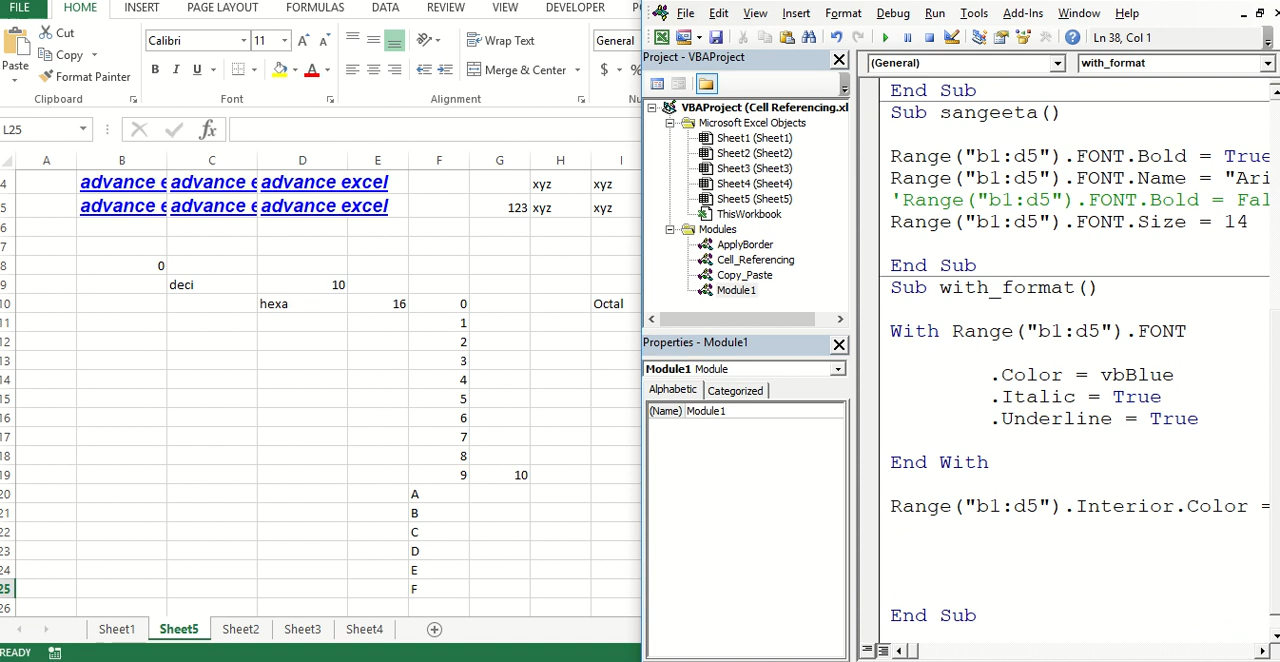 FILE HOME INSERT PAGE LAYOUT FORMULAS DATA REVIEW VIEW DEVELOPER
Cut
Copy
Format Painter
Paste
Calibri 11
B I U
Wrap Text
Merge & Center
General
$ %
Clipboard Font Alignment
L25
fx
A B C D E F G H I
4 advance e advance e advance excel xyz xyz
5 advance e advance e advance excel 123 xyz xyz
6
7
8 0
9 deci 10
10 hexa 16 0 Octal
11 1
12 2
13 3
14 4
15 5
16 6
17 7
18 8
19 9 10
20 A
21 B
22 C
23 D
24 E
25 F
26
Sheet1 Sheet5 Sheet2 Sheet3 Sheet4
READY
File Edit View Insert Format Debug Run Tools Add-Ins Window Help
Ln 38, Col 1
Project - VBAProject
VBAProject (Cell Referencing.xl
Microsoft Excel Objects
Sheet1 (Sheet1)
Sheet2 (Sheet2)
Sheet3 (Sheet3)
Sheet4 (Sheet4)
Sheet5 (Sheet5)
ThisWorkbook
Modules
ApplyBorder
Cell_Referencing
Copy_Paste
Module1
Properties - Module1
Module1 Module
Alphabetic Categorized
(Name) Module1
(General) with_format
End Sub
Sub sangeeta()
Range("b1:d5").FONT.Bold = True
Range("b1:d5").FONT.Name = "Ari
'Range("b1:d5").FONT.Bold = Fal
Range("b1:d5").FONT.Size = 14
End Sub
Sub with_format()
With Range("b1:d5").FONT
.Color = vbBlue
.Italic = True
.Underline = True
End With
Range("b1:d5").Interior.Color =
End Sub